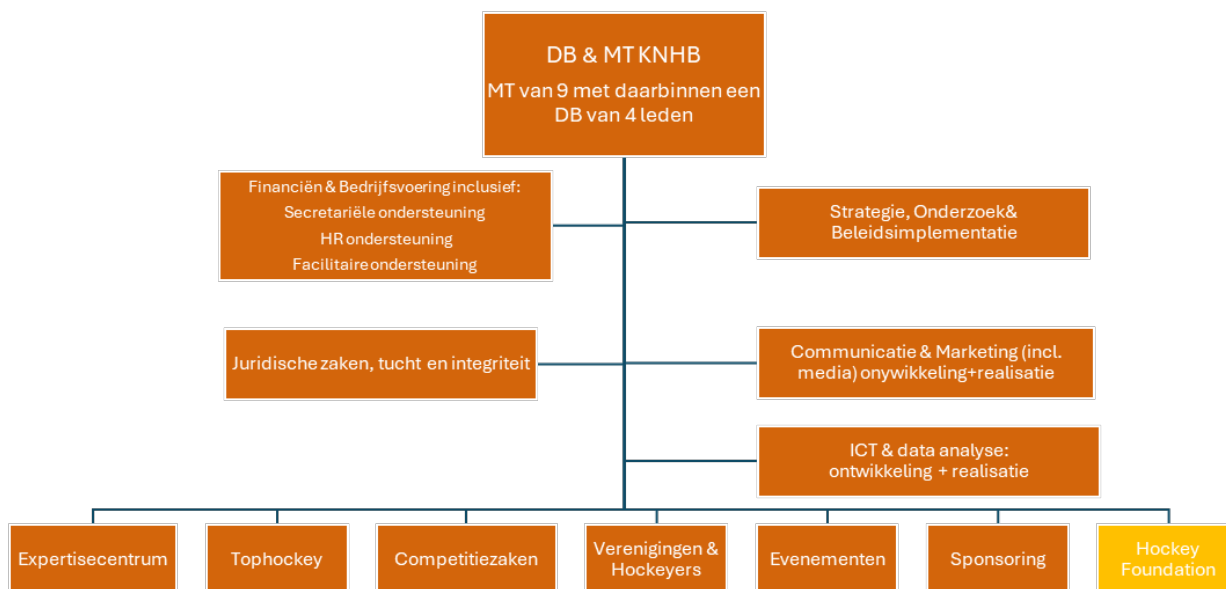 DB & MT KNHB
MT van 9 met daarbinnen een
DB van 4 leden
Financiën & Bedrijfsvoering inclusief:
Secretariële ondersteuning
HR ondersteuning
Facilitaire ondersteuning
Strategie, Onderzoek&
Beleidsimplementatie
Juridische zaken, tucht en integriteit
Communicatie & Marketing (incl.
media) onywikkeling+realisatie
ICT & data analyse:
ontwikkeling + realisatie
Expertisecentrum
Tophockey
Competitiezaken
Verenigingen &
Hockeyers
Evenementen
Sponsoring
Hockey
Foundation